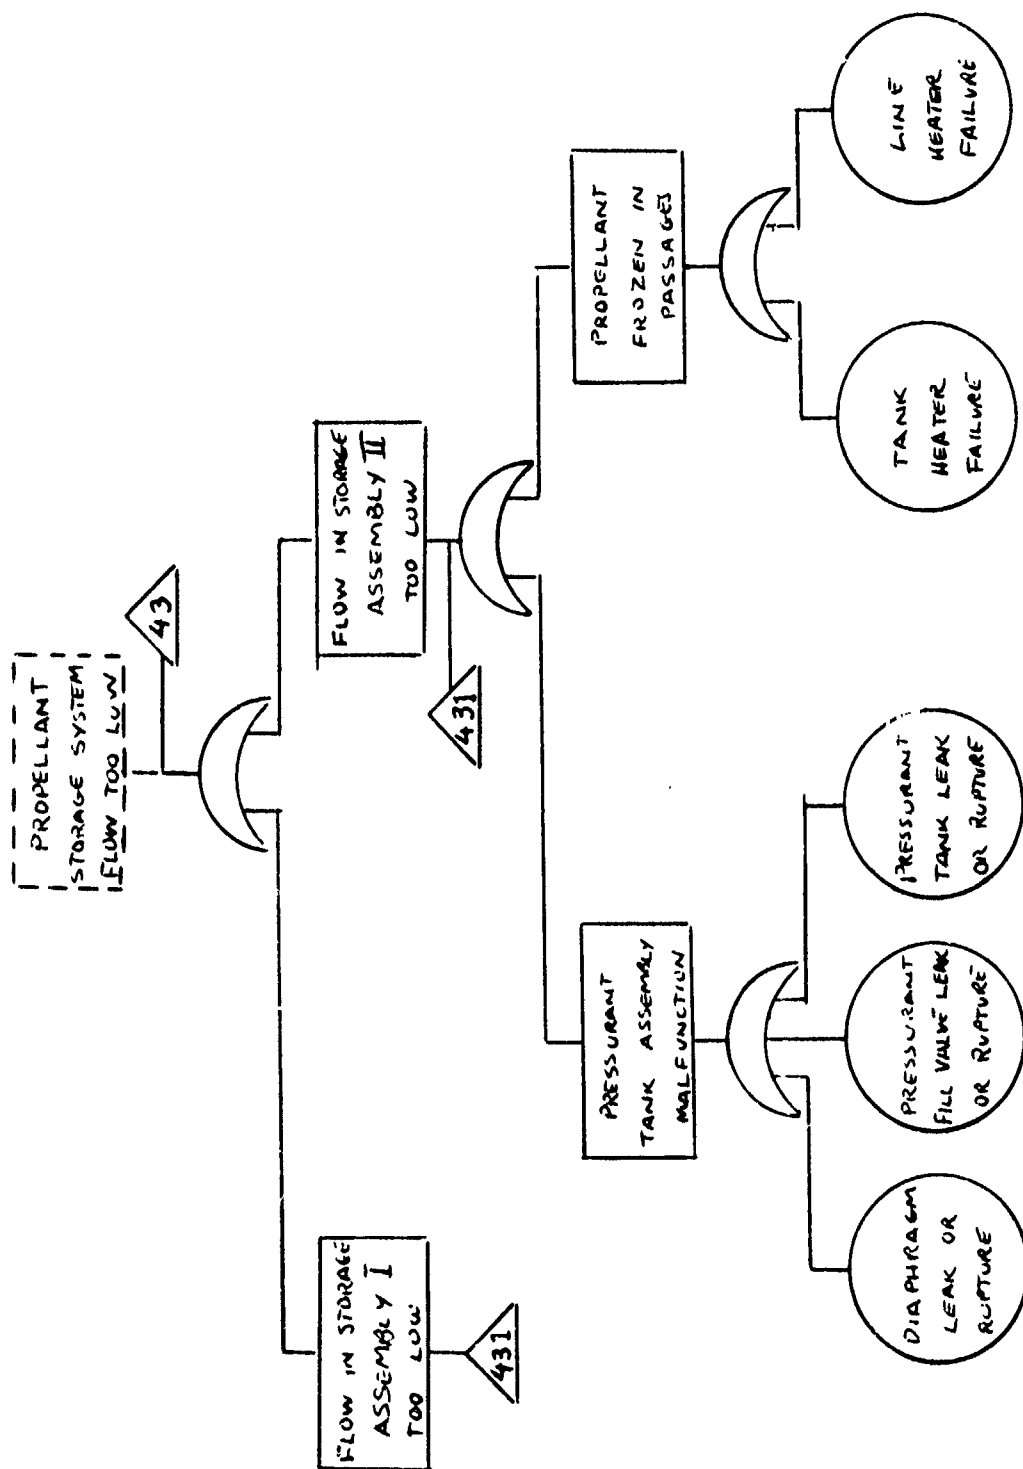 PROPELLANT
STORAGE SYSTEM
FLOW TOO LOW
43
FLOW IN STORAGE
ASSEMBLY I
TOO LOW
431
FLOW IN STORAGE
ASSEMBLY II
TOO LOW
431
PRESSURANT
TANK ASSEMBLY
MALFUNCTION
PROPELLANT
FROZEN IN
PASSAGES
DIAPHRAGM
LEAK OR
RUPTURE
PRESSURANT
FILL VALVE LEAK
OR RUPTURE
PRESSURANT
TANK LEAK
OR RUPTURE
TANK
HEATER
FAILURE
LINE
HEATER
FAILURE